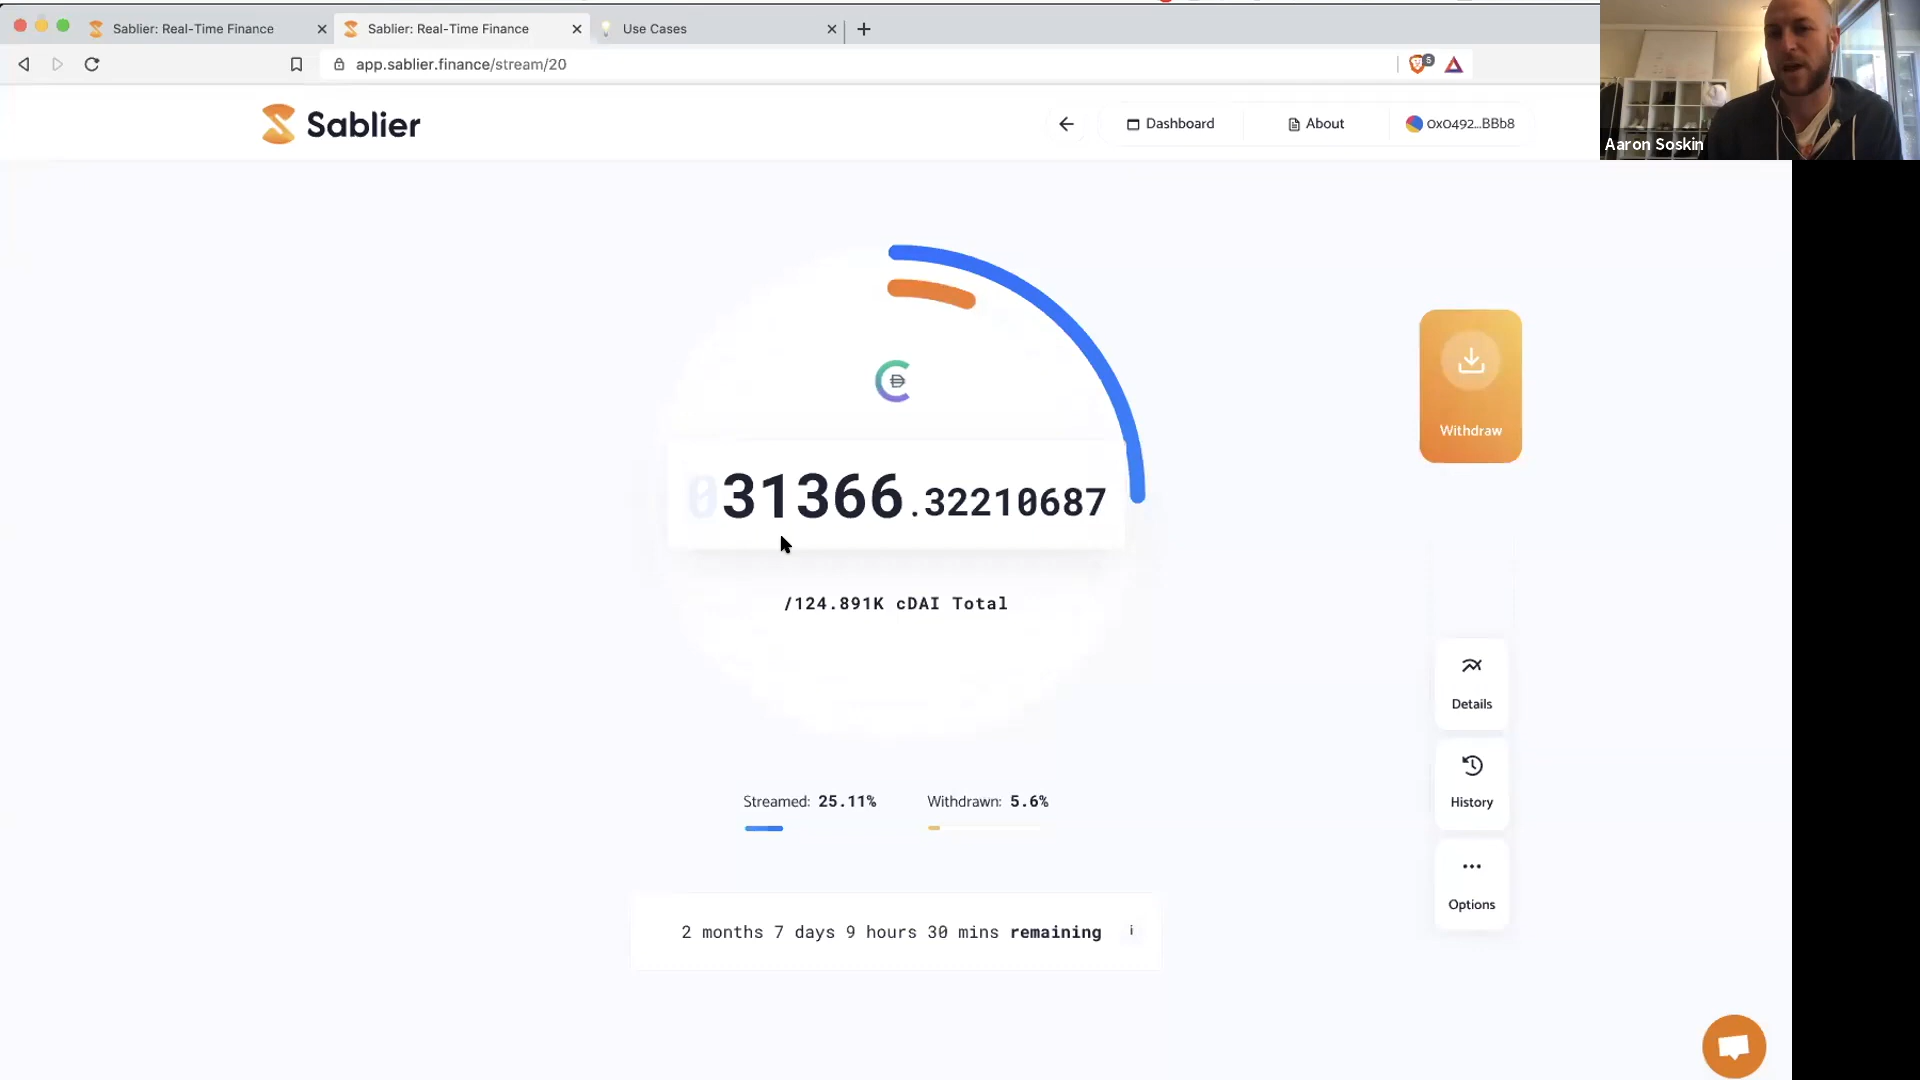 Sablier: Real-Time Finance
Sablier: Real-Time Finance
Use Cases
app.sablier.finance/stream/20
5
Sablier
Dashboard
About
0x0492...BBb8
Aaron Soskin
031366.32210687
/124.891K cDAI Total
Withdraw
Details
History
Options
Streamed: 25.11%
Withdrawn: 5.6%
2 months 7 days 9 hours 30 mins remaining
i